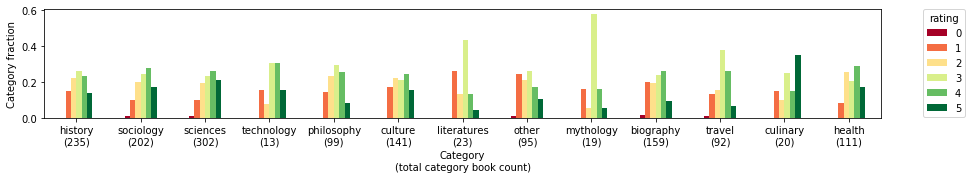 Category fraction
0.6
0.4
0.2
0.0
history sociology sciences technology philosophy culture literatures other mythology biography travel culinary health
(235) (202) (302) (13) (99) (141) (23) (95) (19) (159) (92) (20) (111)
Category
(total category book count)
rating
0
1
2
3
4
5